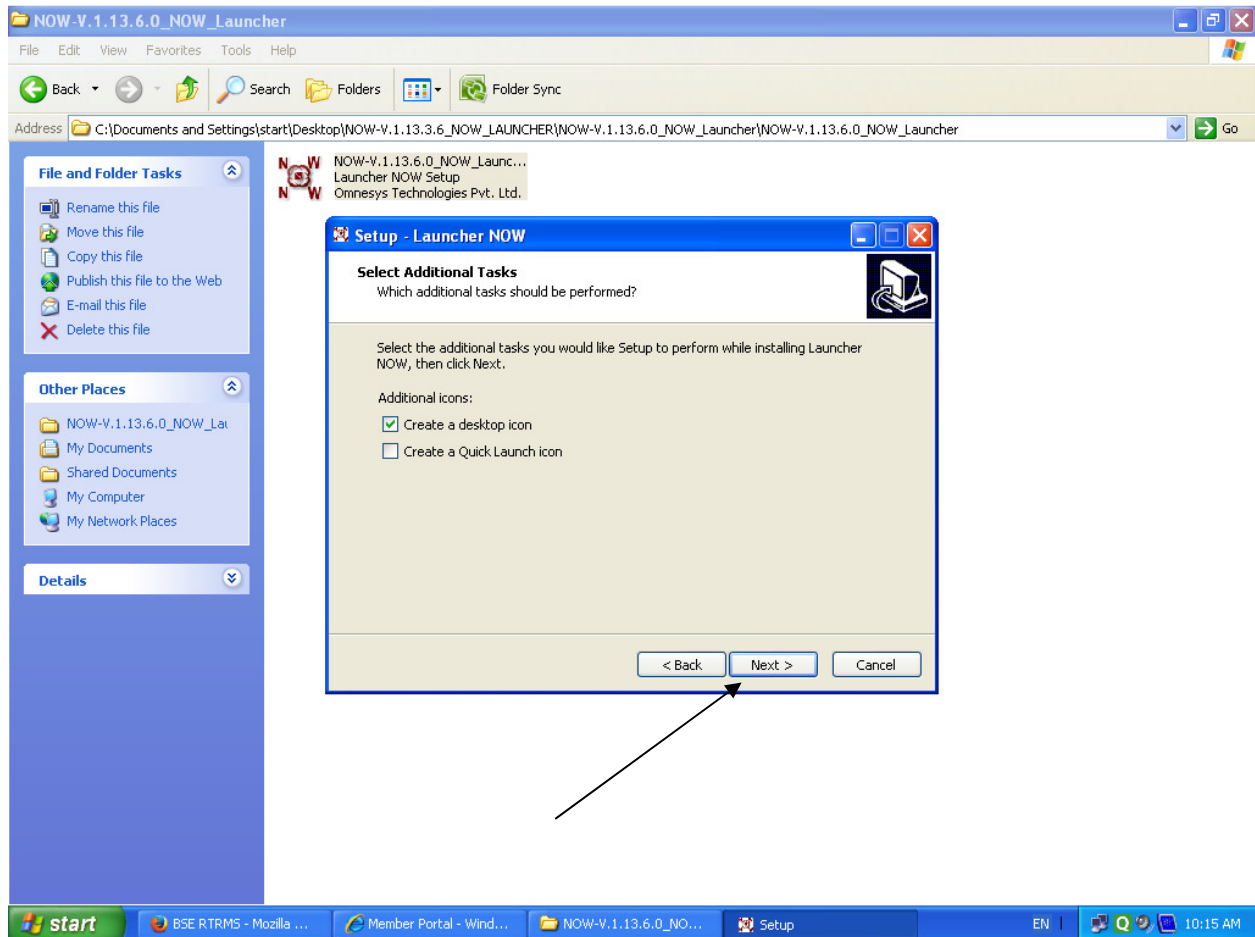 NOW-V.1.13.6.0_NOW_Launcher
File Edit View Favorites Tools Help
Back Search Folders Folder Sync
Address C:\Documents and Settings\start\Desktop\NOW-V.1.13.3.6_NOW_LAUNCHER\NOW-V.1.13.6.0_NOW_Launcher\NOW-V.1.13.6.0_NOW_Launcher Go
File and Folder Tasks
Rename this file
Move this file
Copy this file
Publish this file to the Web
E-mail this file
Delete this file
Other Places
NOW-V.1.13.6.0_NOW_Lau
My Documents
Shared Documents
My Computer
My Network Places
Details
N W
N W
NOW-V.1.13.6.0_NOW_Launc...
Launcher NOW Setup
Omnesys Technologies Pvt. Ltd.
Setup - Launcher NOW
Select Additional Tasks
Which additional tasks should be performed?
Select the additional tasks you would like Setup to perform while installing Launcher
NOW, then click Next.
Additional icons:
Create a desktop icon
Create a Quick Launch icon
< Back Next > Cancel
start BSE RTRMS - Mozilla ... Member Portal - Wind... NOW-V.1.13.6.0_NO... Setup EN Q 10:15 AM